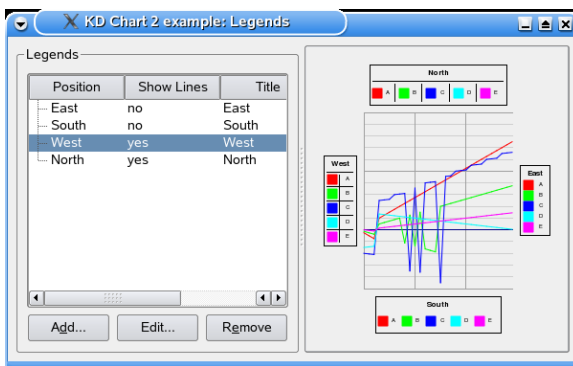 KD Chart 2 example: Legends
Legends
Position Show Lines Title
East no East
South no South
West yes West
North yes North
Add... Edit... Remove
North
A B C D E
West
A
B
C
D
E
East
A
B
C
D
E
South
A B C D E